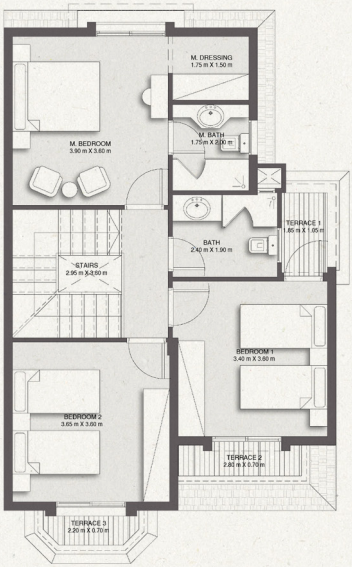 M. DRESSING
1.75 m X 1.50 m
M. BATH
1.75 m X 2.00 m
M. BEDROOM
3.90 m X 3.60 m
TERRACE 1
1.85 m X 1.05 m
BATH
2.40 m X 1.90 m
STAIRS
2.95 m X 3.60 m
BEDROOM 1
3.40 m X 3.60 m
BEDROOM 2
3.65 m X 3.60 m
TERRACE 2
2.80 m X 0.70 m
TERRACE 3
2.20 m X 0.70 m